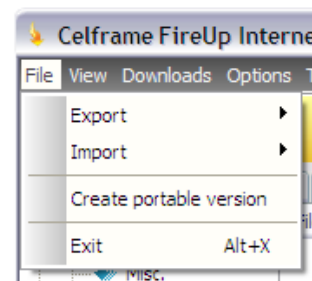 Celframe FireUp Interne
File View Downloads Options T
Export
Import
Create portable version
Exit Alt+X
Misc.